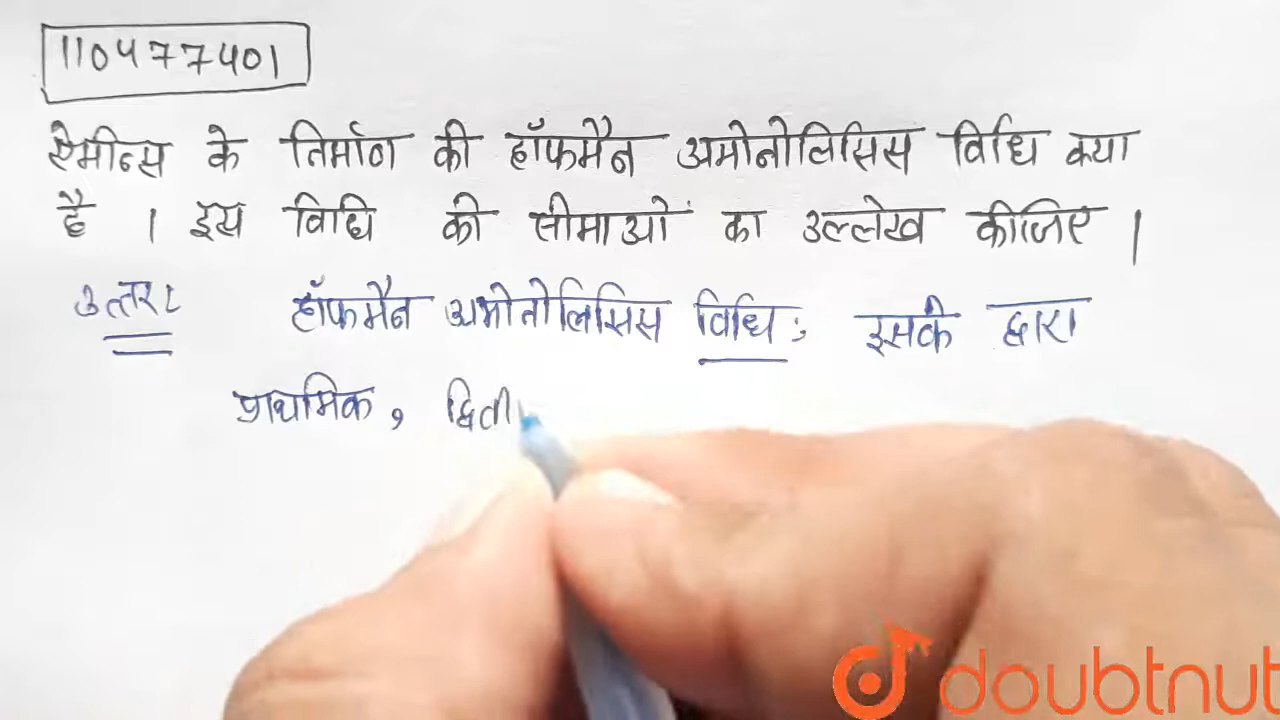 110477401
ऐमीन्स के निर्माण की हॉफमैन अमोनोलिसिस विधि क्या
है । इस विधि की सीमाओं का उल्लेख कीजिए ।
उत्तर: हॉफमैन अमोनोलिसिस विधि: इसके द्वारा
प्राथमिक, द्विती
doubtnut